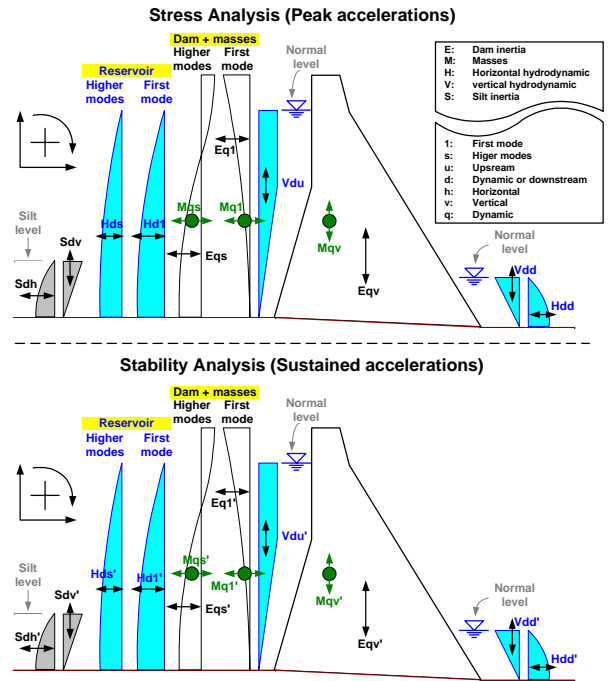 Stress Analysis (Peak accelerations)
Dam + masses
Higher modes
First mode
Normal level
Reservoir
Higher modes
First mode
E: Dam inertia
M: Masses
H: Horizontal hydrodynamic
V: vertical hydrodynamic
S: Silt inertia
1: First mode
s: Higer modes
u: Upsream
d: Dynamic or downstream
h: Horizontal
v: Vertical
q: Dynamic
Eq1
Vdu
Mqs
Mq1
Mqv
Hds
Hd1
Silt level
Sdv
Eqs
Sdh
Eqv
Normal level
Vdd
Hdd
Stability Analysis (Sustained accelerations)
Dam + masses
Higher modes
First mode
Normal level
Reservoir
Higher modes
First mode
Eq1'
Vdu'
Mqs'
Mq1'
Mqv'
Hds'
Hd1'
Silt level
Sdv'
Eqs'
Sdh'
Eqv'
Normal level
Vdd'
Hdd'